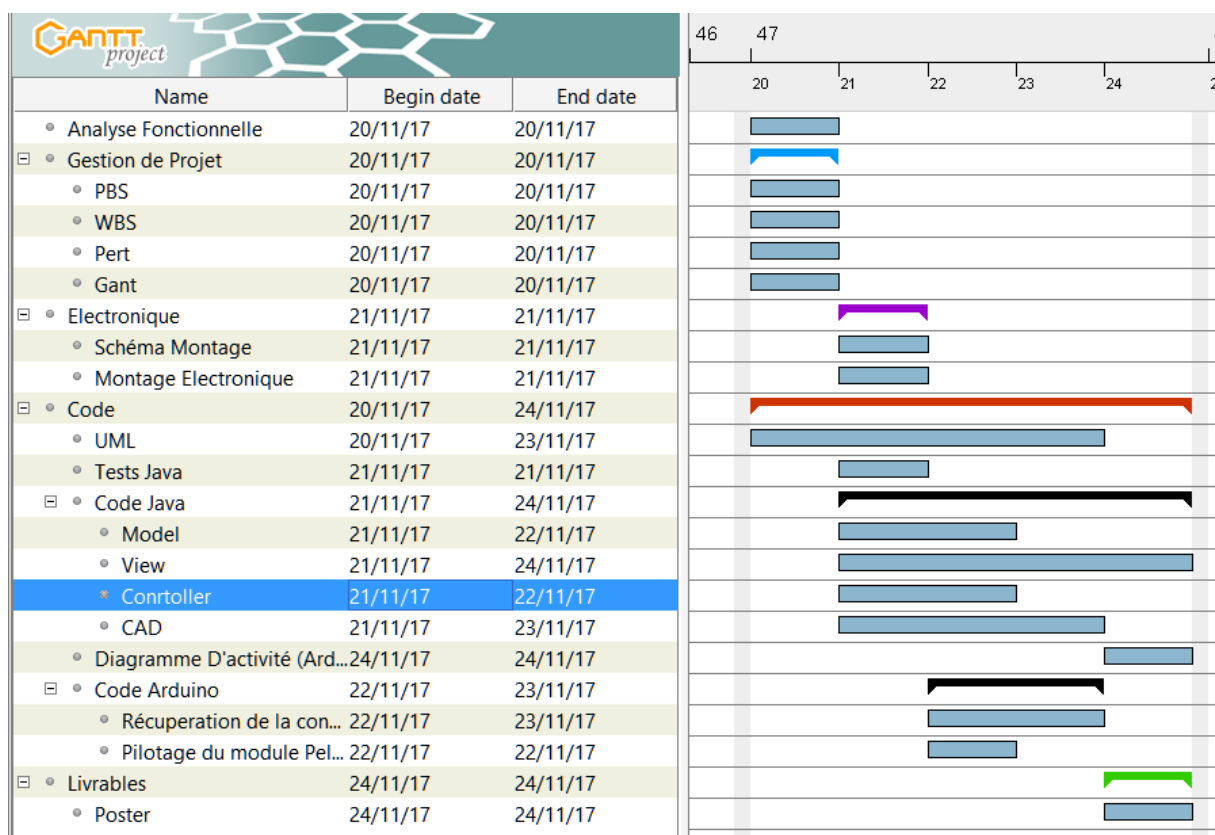 GANTT
project
46 47
20 21 22 23 24 2
Name Begin date End date
Analyse Fonctionnelle 20/11/17 20/11/17
Gestion de Projet 20/11/17 20/11/17
PBS 20/11/17 20/11/17
WBS 20/11/17 20/11/17
Pert 20/11/17 20/11/17
Gant 20/11/17 20/11/17
Electronique 21/11/17 21/11/17
Schéma Montage 21/11/17 21/11/17
Montage Electronique 21/11/17 21/11/17
Code 20/11/17 24/11/17
UML 20/11/17 23/11/17
Tests Java 21/11/17 21/11/17
Code Java 21/11/17 24/11/17
Model 21/11/17 22/11/17
View 21/11/17 24/11/17
Conrtoller 21/11/17 22/11/17
CAD 21/11/17 23/11/17
Diagramme D'activité (Ard... 24/11/17 24/11/17
Code Arduino 22/11/17 23/11/17
Récuperation de la con... 22/11/17 23/11/17
Pilotage du module Pel... 22/11/17 22/11/17
Livrables 24/11/17 24/11/17
Poster 24/11/17 24/11/17